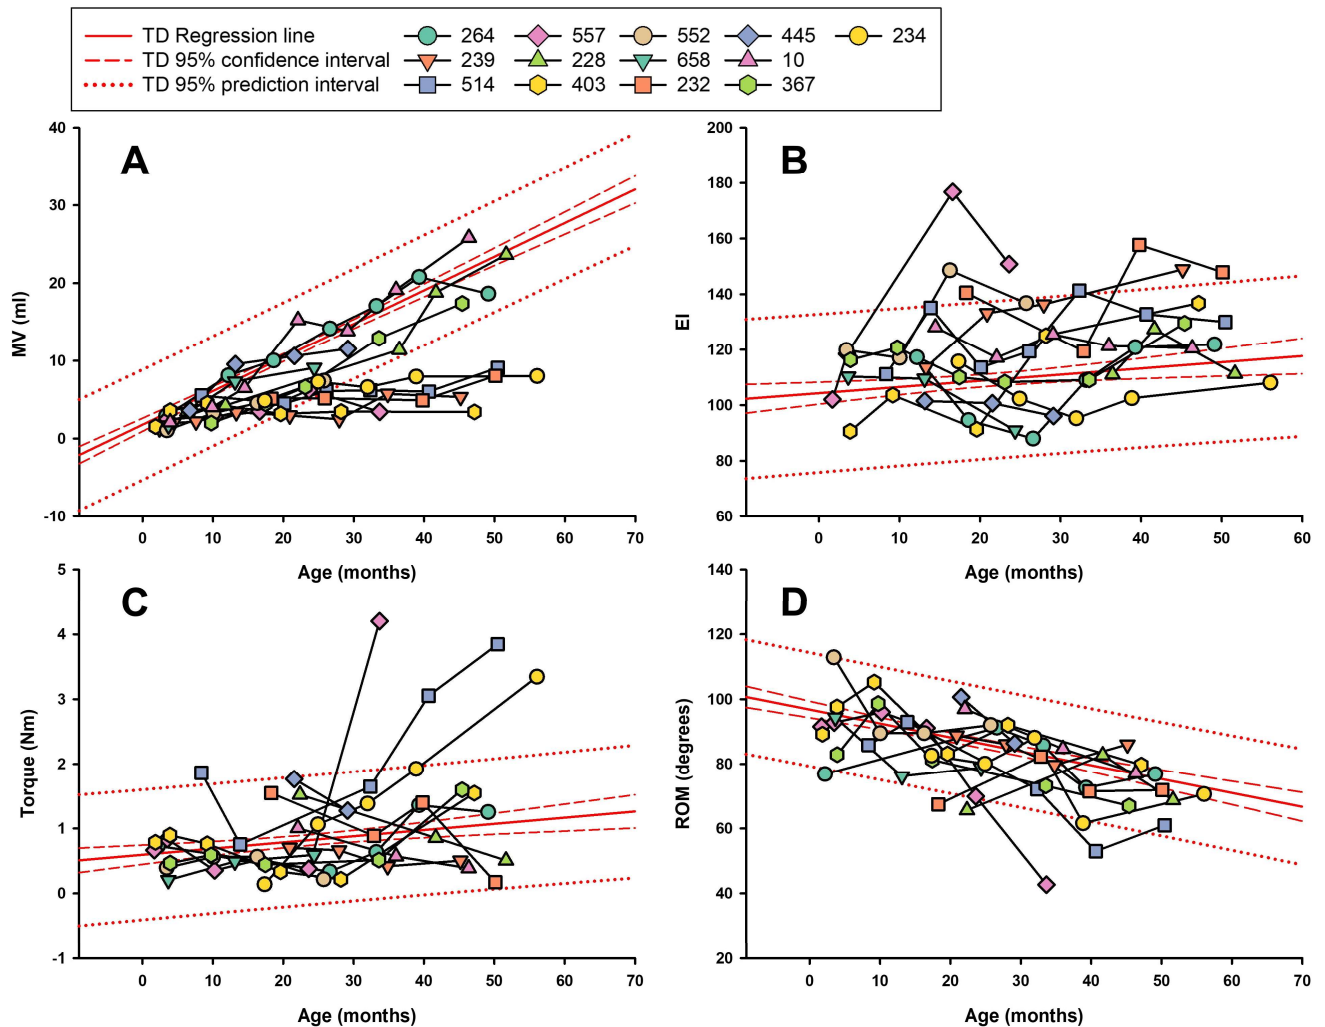 TD Regression line 264 557 552 445 234
TD 95% confidence interval 239 228 658 10
TD 95% prediction interval 514 403 232 367
A
MV (ml)
40
30
20
10
0
-10
0 10 20 30 40 50 60 70
Age (months)
B
EI
200
180
160
140
120
100
80
60
0 10 20 30 40 50 60
Age (months)
C
Torque (Nm)
5
4
3
2
1
0
-1
0 10 20 30 40 50 60 70
Age (months)
D
ROM (degrees)
140
120
100
80
60
40
20
0 10 20 30 40 50 60 70
Age (months)